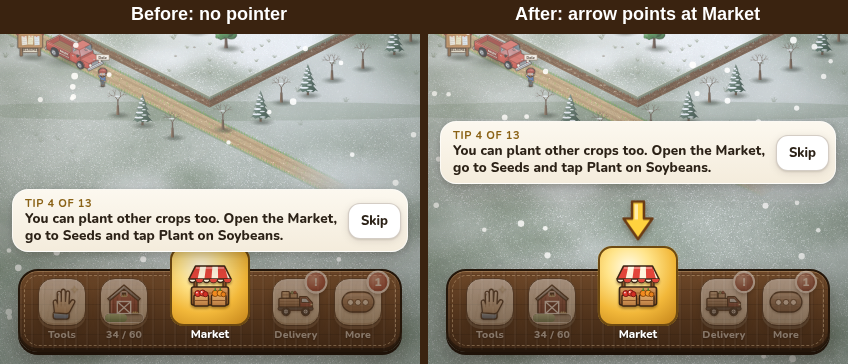 Before: no pointer
After: arrow points at Market
TIP 4 OF 13
You can plant other crops too. Open the Market,
go to Seeds and tap Plant on Soybeans.
Skip
Tools
34 / 60
Market
Delivery
!
More
1
TIP 4 OF 13
You can plant other crops too. Open the Market,
go to Seeds and tap Plant on Soybeans.
Skip
Tools
34 / 60
Market
Delivery
!
More
1